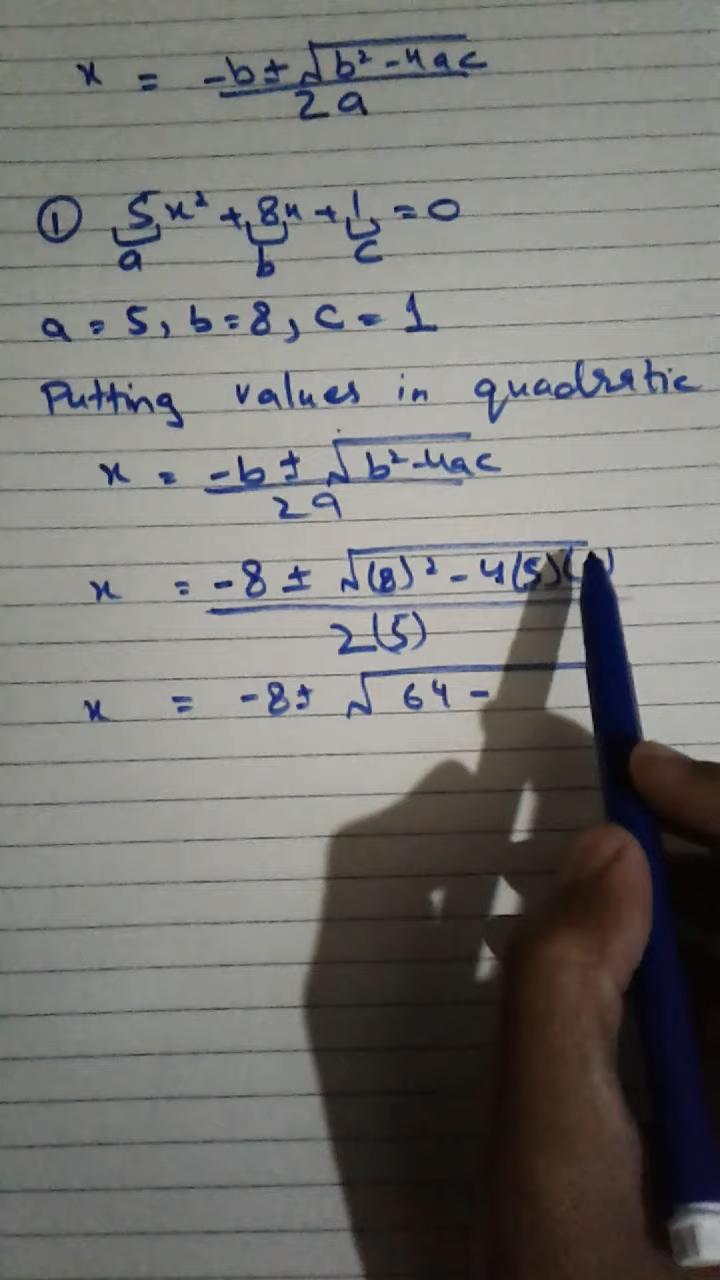 x = -b ± √b² - 4ac / 2a
① 5x² + 8x + 1 = 0
a b c
a = 5, b = 8, c = 1
Putting values in quadratic
x = -b ± √b² - 4ac / 2a
x = -8 ± √(8)² - 4(5)( ) / 2(5)
x = -8 ± √64 -